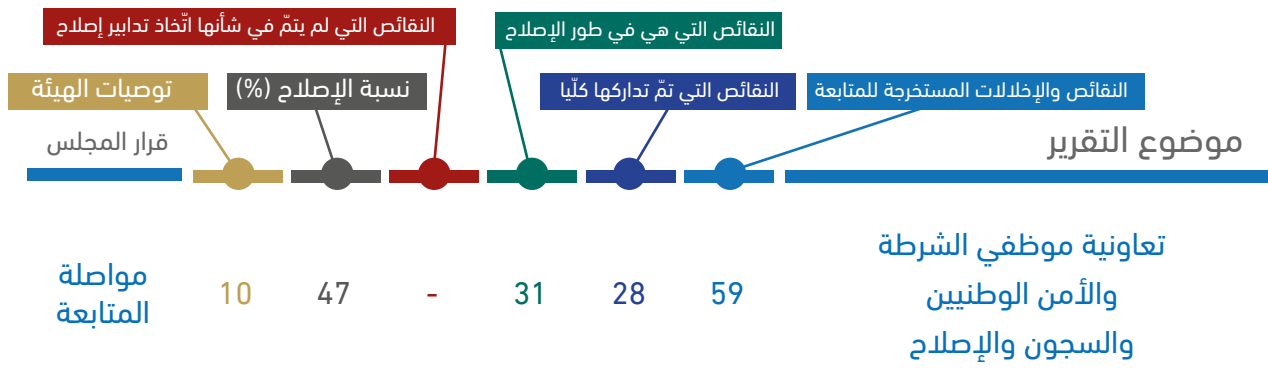 النقائص التي لم يتمّ في شأنها اتّخاذ تدابير إصلاح
النقائص التي هي في طور الإصلاح
النقائص والإخلالات المستخرجة للمتابعة
النقائص التي تمّ تداركها كلّيا
نسبة الإصلاح (%)
توصيات الهيئة
موضوع التقرير
قرار المجلس
تعاونية موظفي الشرطة
والأمن الوطنيين
والسجون والإصلاح
59
28
31
-
47
10
مواصلة
المتابعة